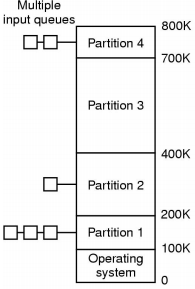 Multiple
input queues
800K
Partition 4
700K
Partition 3
400K
Partition 2
200K
Partition 1
100K
Operating
system
0